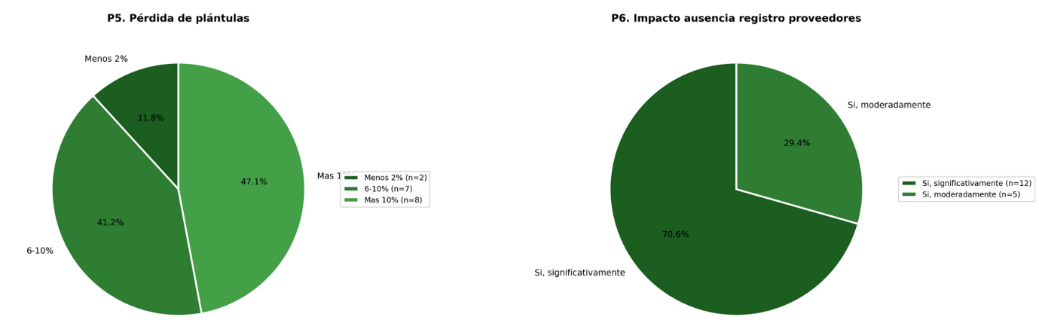 P5. Pérdida de plántulas
Menos 2%
11.8%
47.1%
Mas 1
41.2%
6-10%
Menos 2% (n=2)
6-10% (n=7)
Mas 10% (n=8)
P6. Impacto ausencia registro proveedores
Si, moderadamente
29.4%
70.6%
Si, significativamente
Si, significativamente (n=12)
Si, moderadamente (n=5)